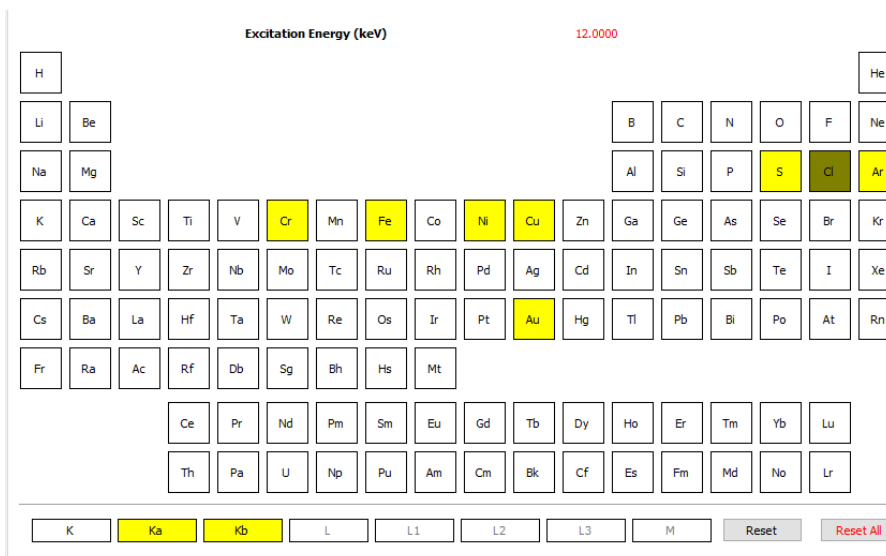 Excitation Energy (keV) 12.0000
H He
Li Be B C N O F Ne
Na Mg Al Si P S Cl Ar
K Ca Sc Ti V Cr Mn Fe Co Ni Cu Zn Ga Ge As Se Br Kr
Rb Sr Y Zr Nb Mo Tc Ru Rh Pd Ag Cd In Sn Sb Te I Xe
Cs Ba La Hf Ta W Re Os Ir Pt Au Hg Tl Pb Bi Po At Rn
Fr Ra Ac Rf Db Sg Bh Hs Mt
Ce Pr Nd Pm Sm Eu Gd Tb Dy Ho Er Tm Yb Lu
Th Pa U Np Pu Am Cm Bk Cf Es Fm Md No Lr
K Ka Kb L L1 L2 L3 M Reset Reset All